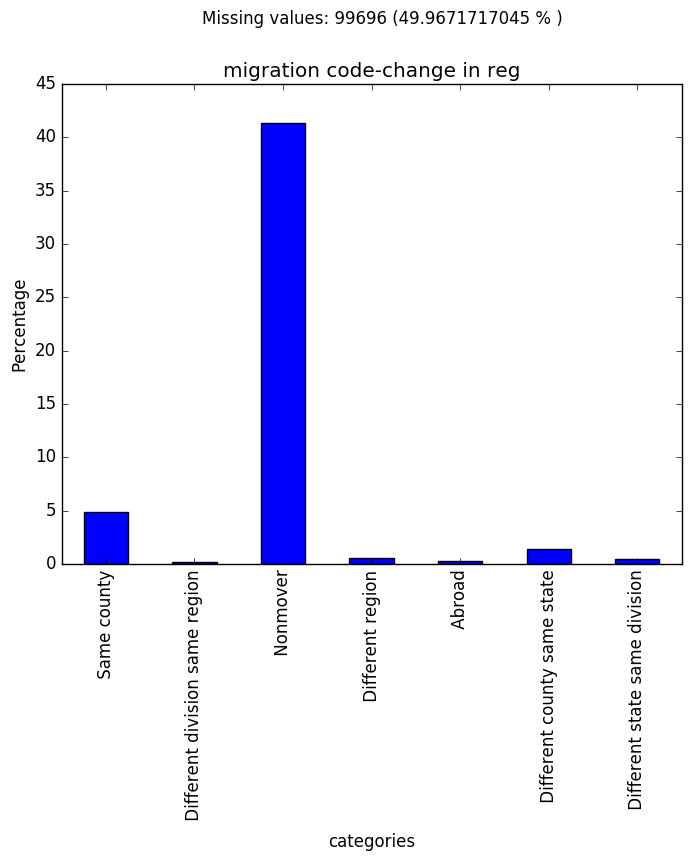 Missing values: 99696 (49.9671717045 % )
migration code-change in reg
45
40
35
30
25
20
15
10
5
0
Percentage
Same county
Different division same region
Nonmover
Different region
Abroad
Different county same state
Different state same division
categories